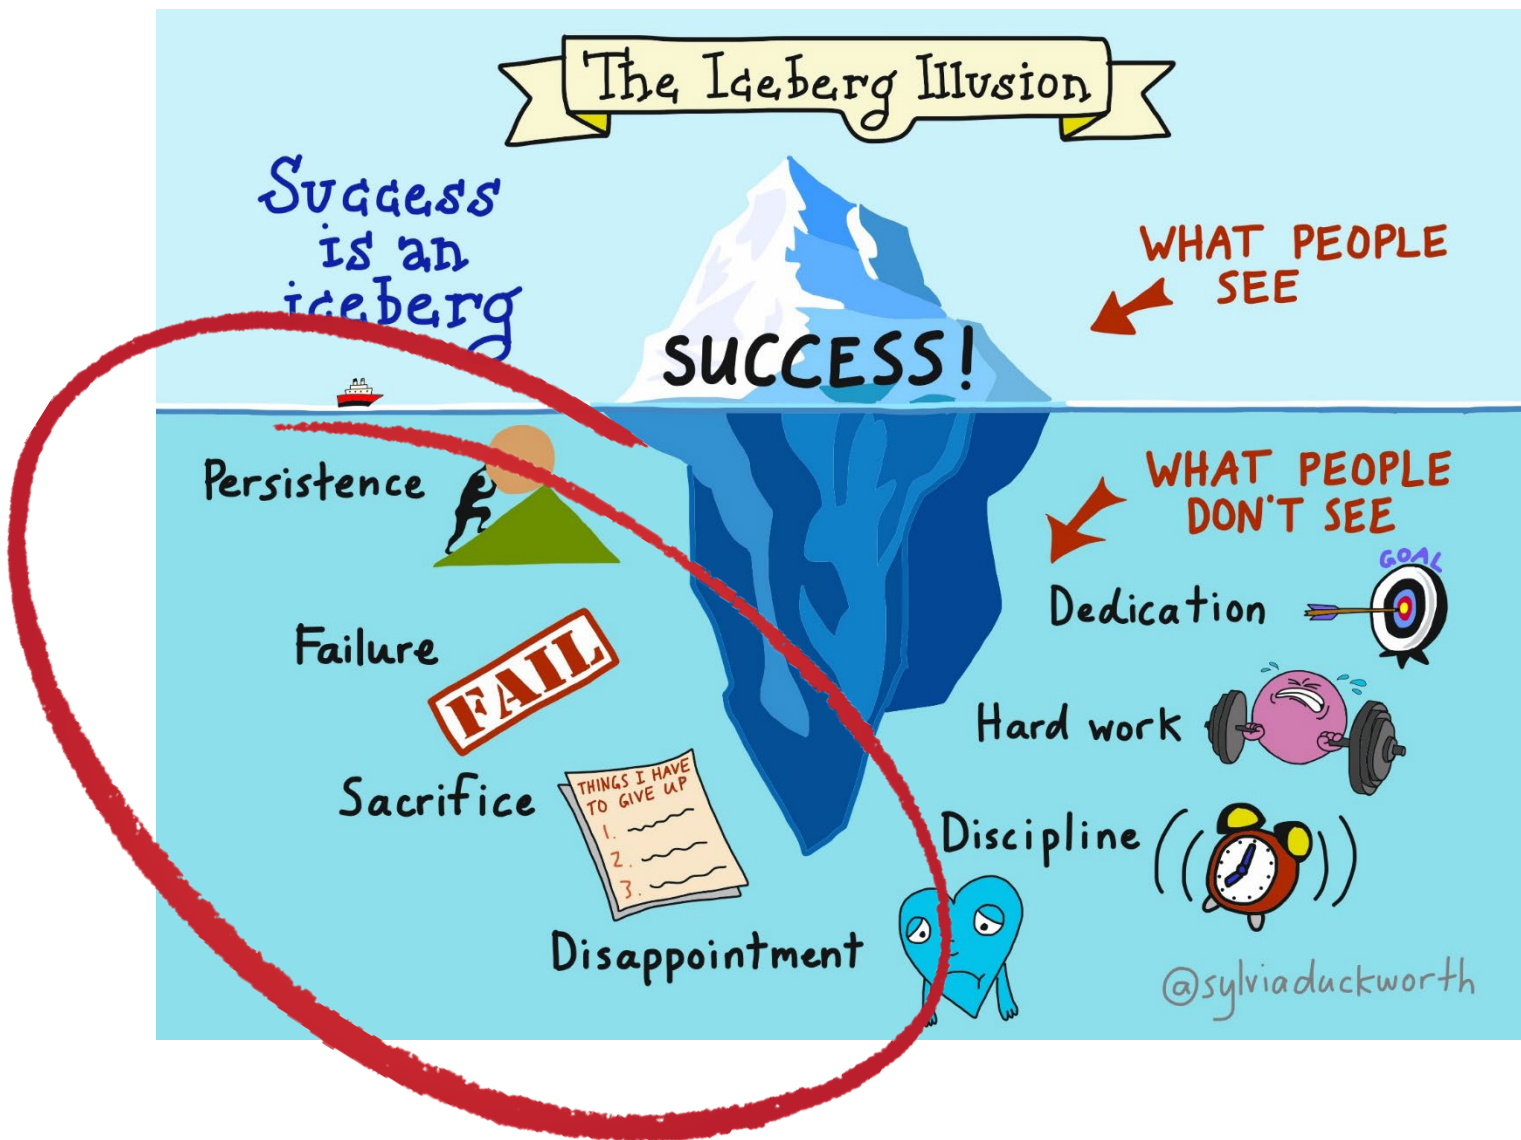 The Iceberg Illusion
Success
is an
iceberg
WHAT PEOPLE
SEE
SUCCESS!
Persistence
WHAT PEOPLE
DON'T SEE
GOAL
Dedication
Failure
FAIL
Hard work
Sacrifice
THINGS I HAVE
TO GIVE UP
1.
2.
3.
Discipline
Disappointment
@sylviaduckworth